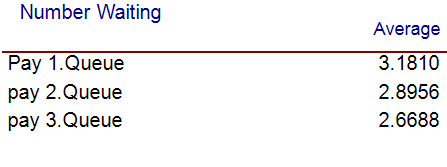 Number Waiting
Average
Pay 1.Queue 3.1810
pay 2.Queue 2.8956
pay 3.Queue 2.6688